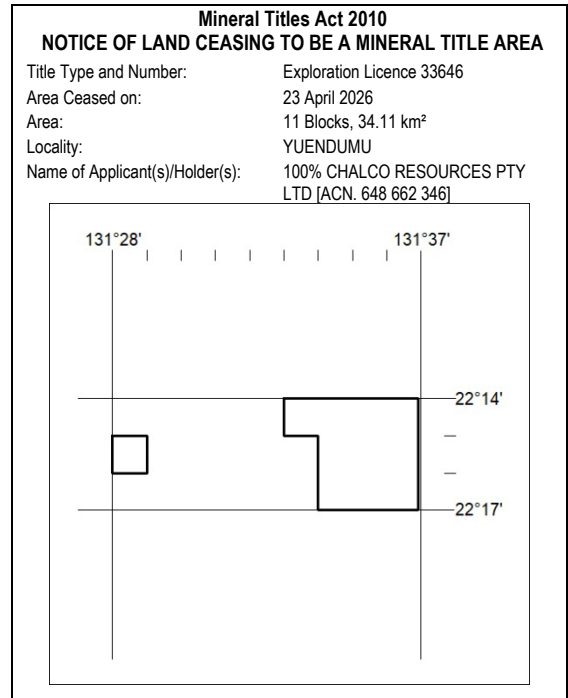 Mineral Titles Act 2010
NOTICE OF LAND CEASING TO BE A MINERAL TITLE AREA
Title Type and Number: Exploration Licence 33646
Area Ceased on: 23 April 2026
Area: 11 Blocks, 34.11 km²
Locality: YUENDUMU
Name of Applicant(s)/Holder(s): 100% CHALCO RESOURCES PTY
LTD [ACN. 648 662 346]
131°28' 131°37'
22°14'
22°17'